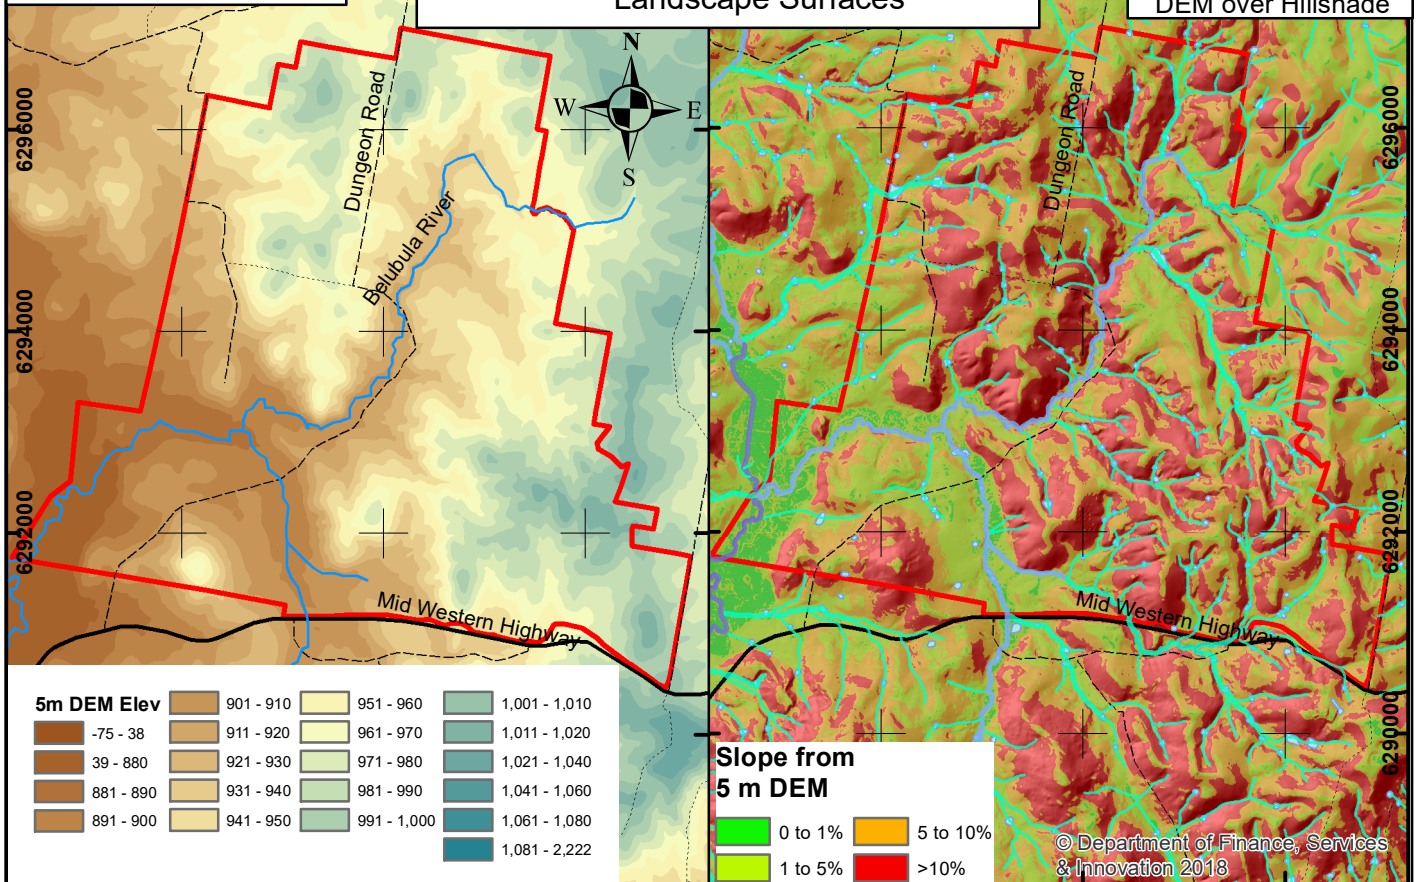 Landscape Surfaces
DEM over Hillshade
N
W
E
S
Dungeon Road
Belubula River
Mid Western Highway
6296000
6294000
6292000
5m DEM Elev
-75 - 38
39 - 880
881 - 890
891 - 900
901 - 910
911 - 920
921 - 930
931 - 940
941 - 950
951 - 960
961 - 970
971 - 980
981 - 990
991 - 1,000
1,001 - 1,010
1,011 - 1,020
1,021 - 1,040
1,041 - 1,060
1,061 - 1,080
1,081 - 2,222
Dungeon Road
Mid Western Highway
6296000
6294000
6292000
6290000
Slope from
5 m DEM
0 to 1%
1 to 5%
5 to 10%
>10%
© Department of Finance, Services
& Innovation 2018